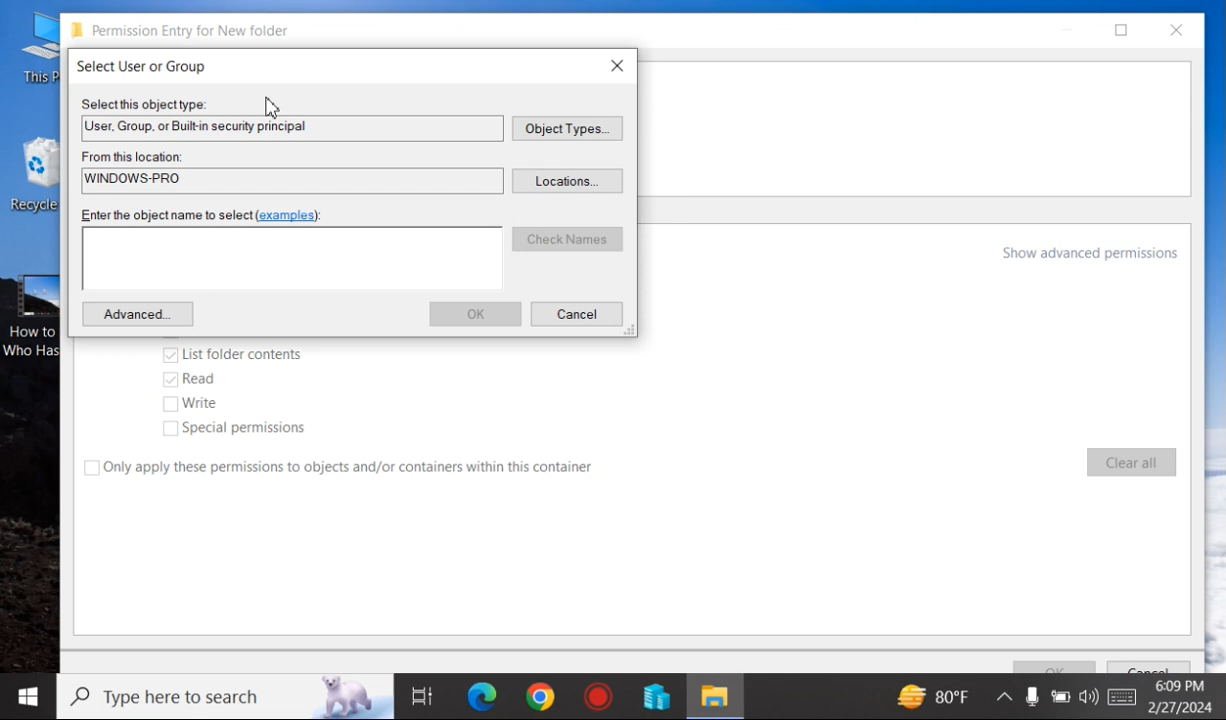 Permission Entry for New folder
This P
Select User or Group
Select this object type:
User, Group, or Built-in security principal
Object Types...
From this location:
WINDOWS-PRO
Locations...
Recycle
Enter the object name to select (examples):
Check Names
Show advanced permissions
Advanced...
OK
Cancel
How to
Who Has
List folder contents
Read
Write
Special permissions
Only apply these permissions to objects and/or containers within this container
Clear all
OK
Cancel
Type here to search
80°F
6:09 PM
2/27/2024